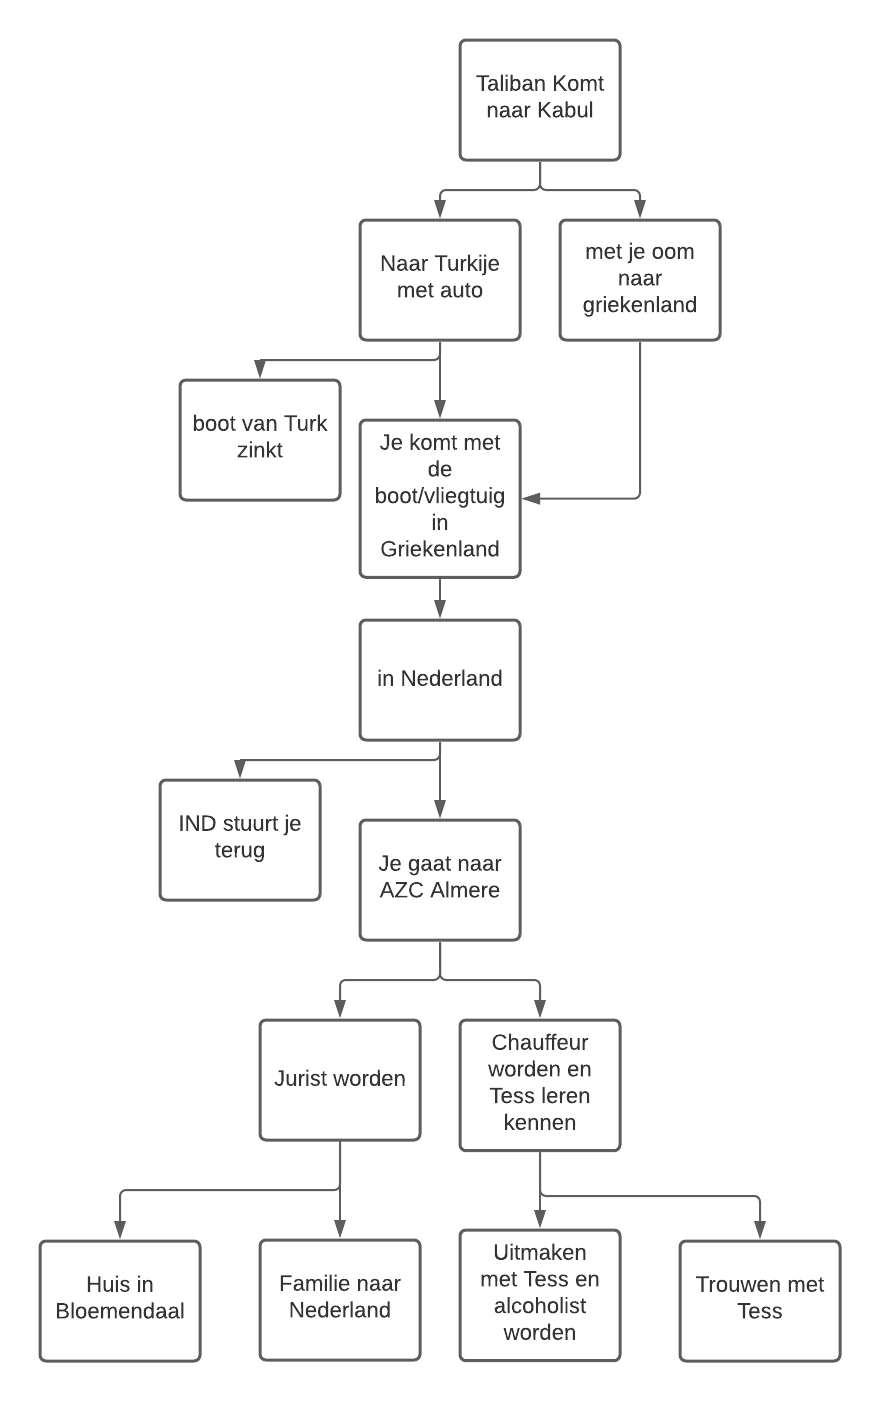 Taliban Komt
naar Kabul
Naar Turkije
met auto
met je oom
naar
griekenland
boot van Turk
zinkt
Je komt met
de
boot/vliegtuig
in
Griekenland
in Nederland
IND stuurt je
terug
Je gaat naar
AZC Almere
Jurist worden
Chauffeur
worden en
Tess leren
kennen
Huis in
Bloemendaal
Familie naar
Nederland
Uitmaken
met Tess en
alcoholist
worden
Trouwen met
Tess